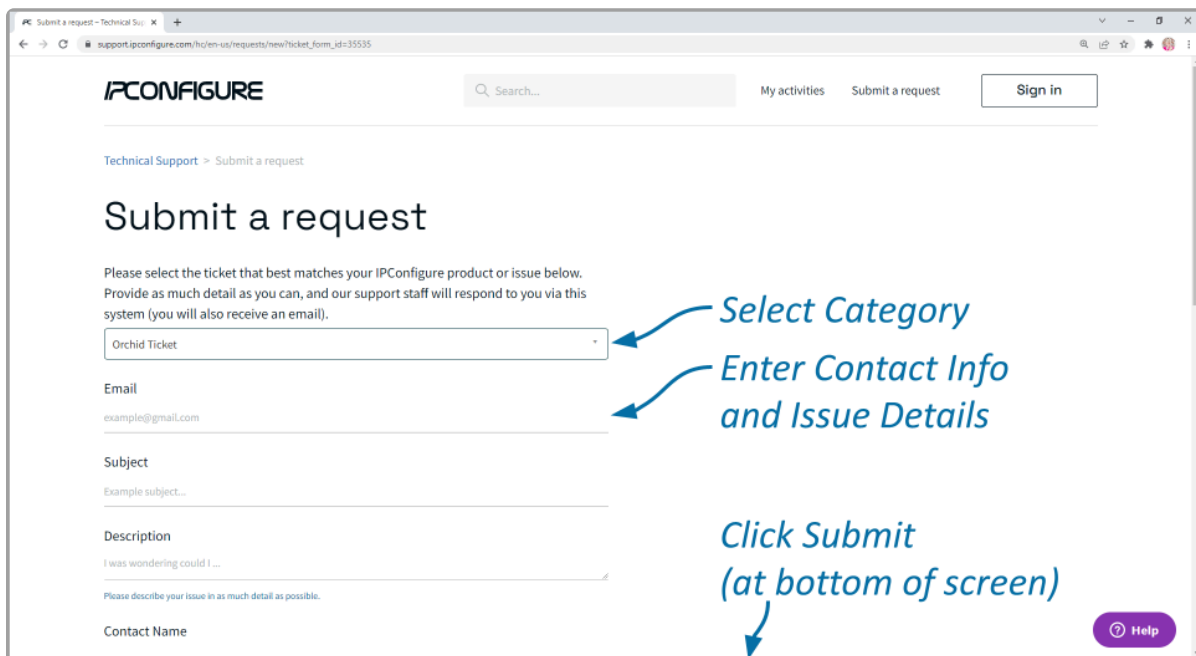 Submit a request – Technical Sup
support.ipconfigure.com/hc/en-us/requests/new?ticket_form_id=35535
IPCONFIGURE
Search...
My activities
Submit a request
Sign in
Technical Support > Submit a request
Submit a request
Please select the ticket that best matches your IPConfigure product or issue below.
Provide as much detail as you can, and our support staff will respond to you via this
system (you will also receive an email).
Orchid Ticket
Select Category
Email
example@gmail.com
Enter Contact Info
and Issue Details
Subject
Example subject...
Description
I was wondering could I ...
Please describe your issue in as much detail as possible.
Click Submit
(at bottom of screen)
Contact Name
Help